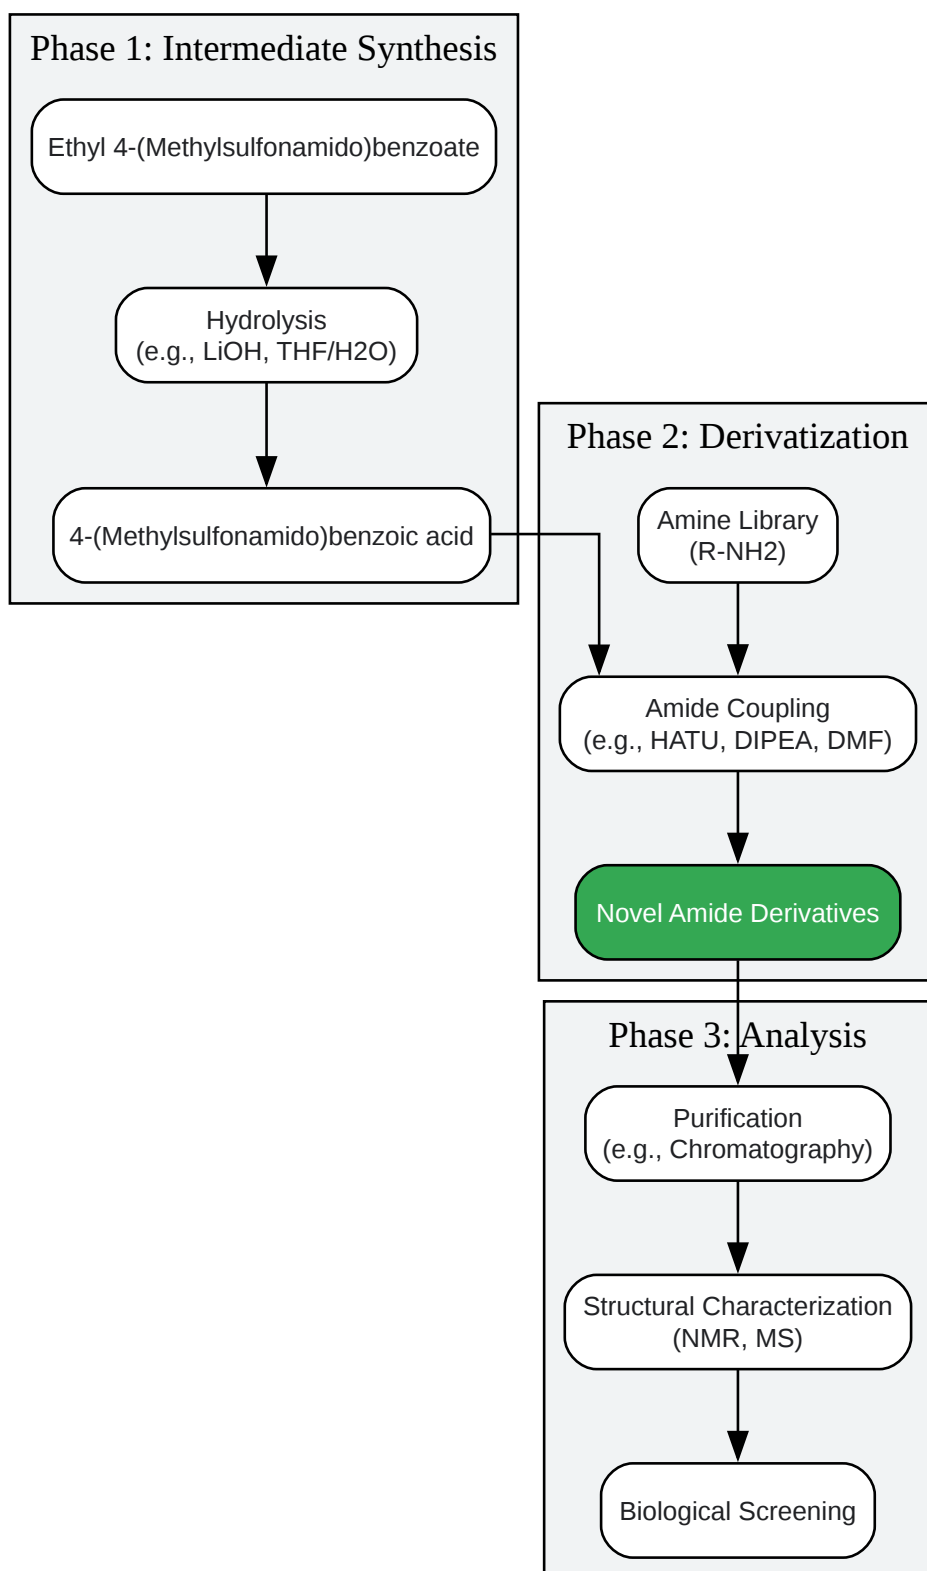 Phase 1: Intermediate Synthesis
Ethyl 4-(Methylsulfonamido)benzoate
Hydrolysis
(e.g., LiOH, THF/H2O)
4-(Methylsulfonamido)benzoic acid
Phase 2: Derivatization
Amine Library
(R-NH2)
Amide Coupling
(e.g., HATU, DIPEA, DMF)
Novel Amide Derivatives
Phase 3: Analysis
Purification
(e.g., Chromatography)
Structural Characterization
(NMR, MS)
Biological Screening